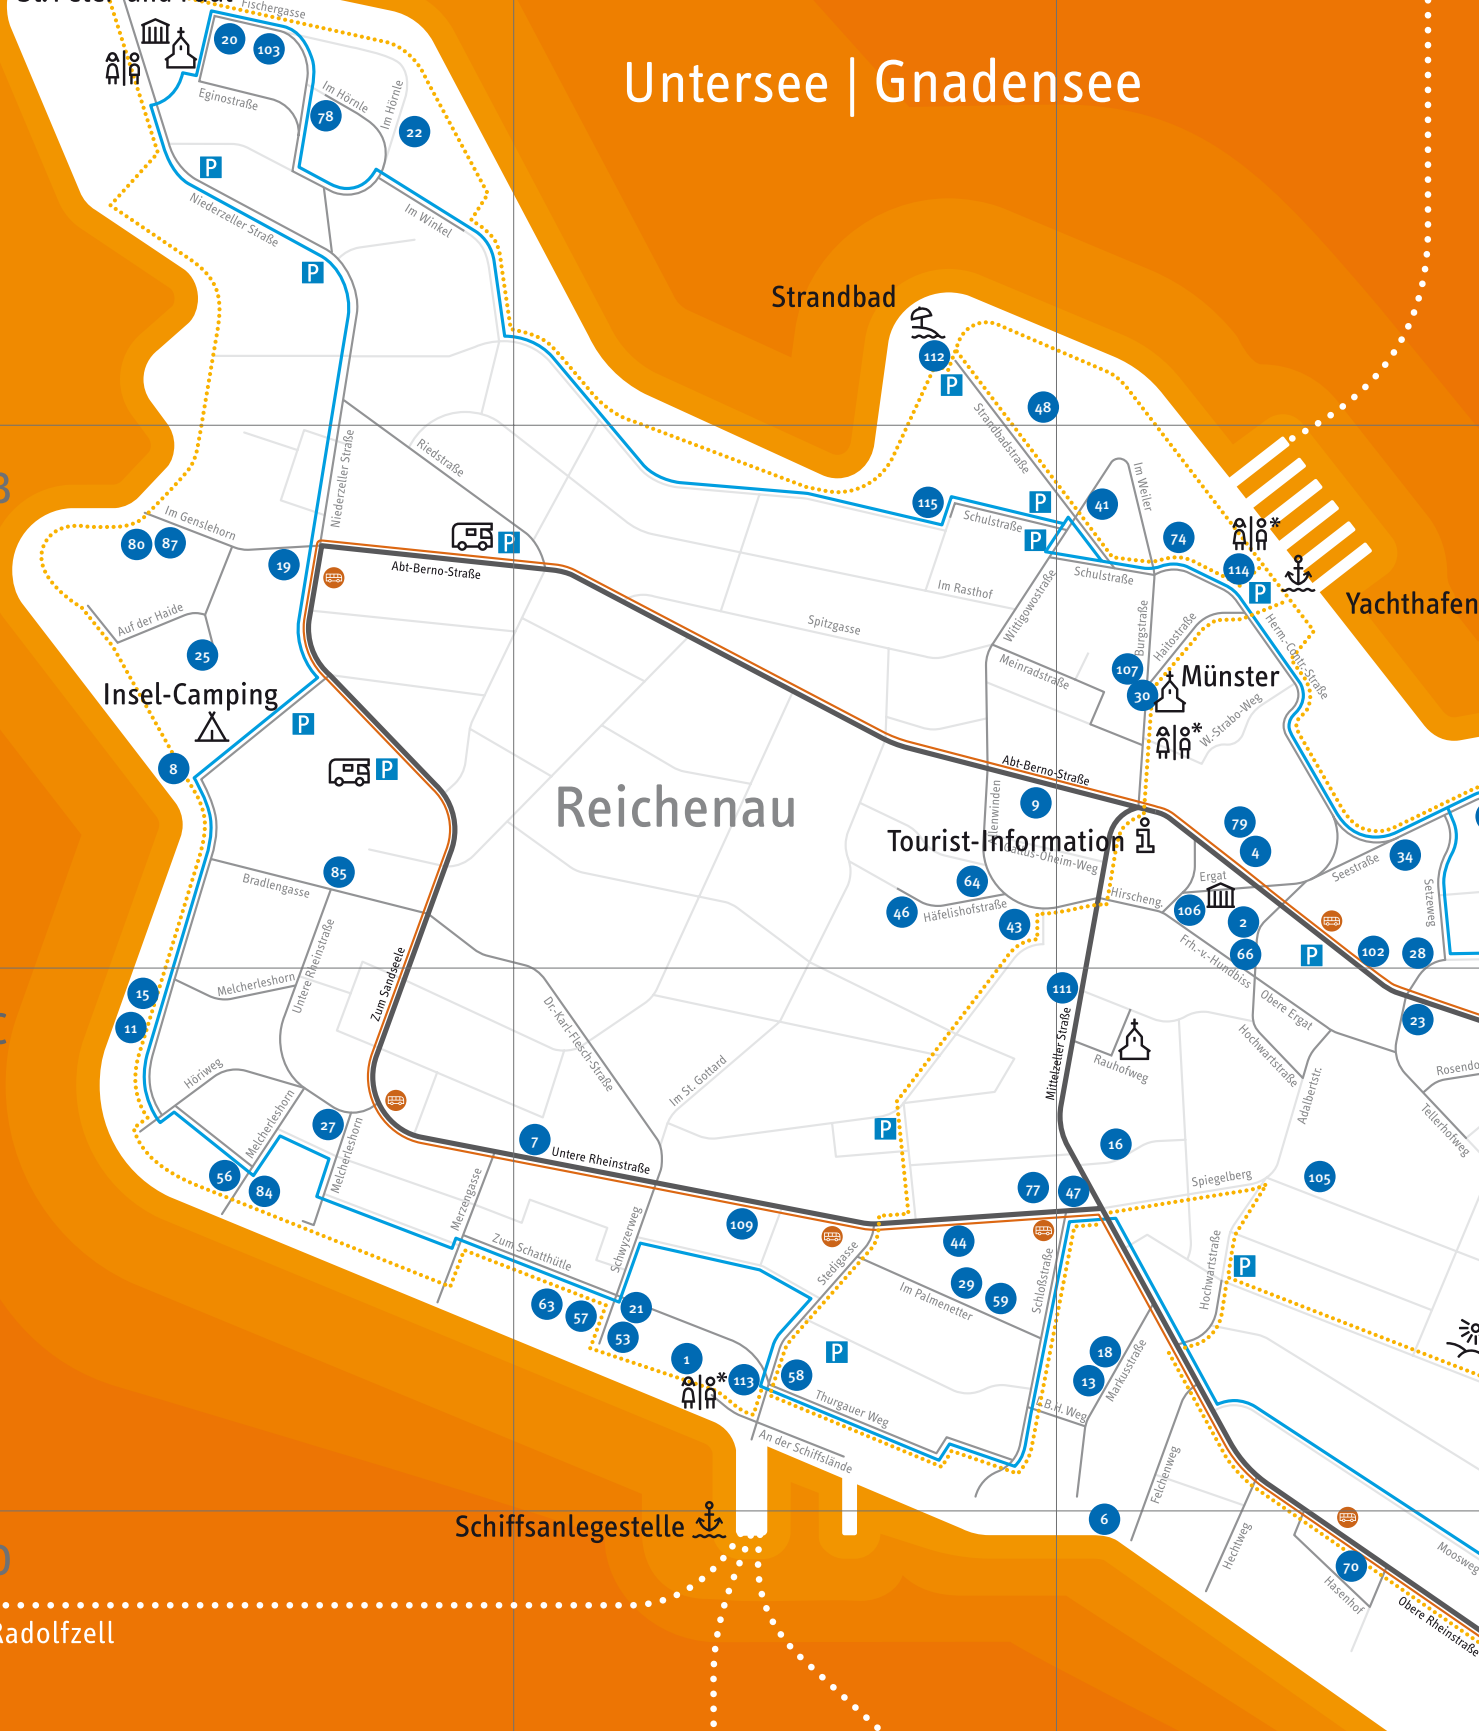 Fischergasse
20
103
Eginostraße
Im Hörnle
Im Hörnle
78
22
P
Niederzeller Straße
Im Winkel
P
Untersee | Gnadensee
Strandbad
112
P
48
Strandbadstraße
Riedstraße
Niederzeller Straße
B
Im Genslehorn
80
87
19
P
Abt-Berno-Straße
115
Schulstraße
P
P
41
Im Weiler
74
*
114
P
Yachthafen
Schulstraße
Im Rasthof
Spitzgasse
Wittigowostraße
Burgstraße
Haitostraße
Herm.-Contr.-Straße
Auf der Haide
25
Insel-Camping
P
8
P
Meinradstraße
107
30
Münster
*
W.-Strabo-Weg
Abt-Berno-Straße
Reichenau
9
Tourist-Information
79
4
34
Seestraße
Setzeweg
Bradlengasse
85
64
46
Häfelishofstraße
43
Hirscheng.
Ergat
106
2
66
P
102
28
Frh.-v.-Hundbiss
Obere Ergat
23
Untere Rheinstraße
Zum Sandseele
Melcherleshorn
15
11
C
Dr.-Karl-Flesch-Straße
Im St. Gottard
111
Mittelzeller Straße
Rauhofweg
Hochwartstraße
Adalbertstr.
Tellerhofweg
Höriweg
Melcherleshorn
27
Melcherleshorn
56
84
7
Untere Rheinstraße
P
16
77
47
Spiegelberg
105
Merzengasse
Zum Schatthütle
Schwyzerweg
109
Stedigasse
44
29
59
Im Palmenetter
Schloßstraße
Hochwartstraße
P
63
57
21
53
1
*
113
58
P
Thurgauer Weg
An der Schiffslände
18
13
Markusstraße
B.H. Weg
Felchenweg
6
Hechtweg
Schiffsanlegestelle
70
Hasenhof
Moosweg
Obere Rheinstraße
D
Radolfzell